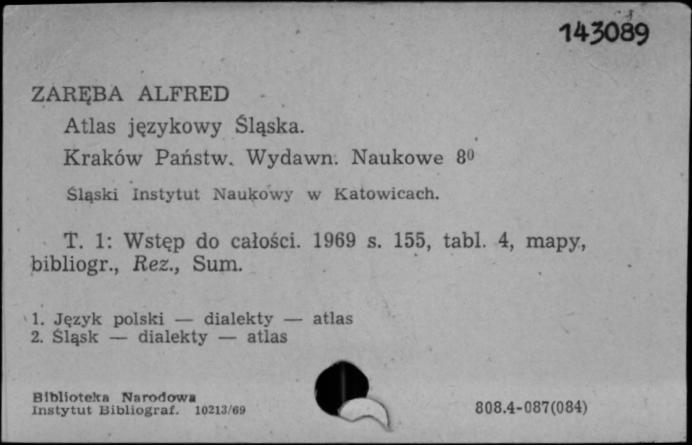 143089
ZARĘBA ALFRED
Atlas językowy Śląska.
Kraków Państw. Wydawn. Naukowe 8⁰
Śląski Instytut Naukowy w Katowicach.
T. 1: Wstęp do całości. 1969 s. 155, tabl. 4, mapy,
bibliogr., Rez., Sum.
1. Język polski — dialekty — atlas
2. Śląsk — dialekty — atlas
Biblioteka Narodowa
Instytut Bibliograf. 10213/69
808.4-087(084)